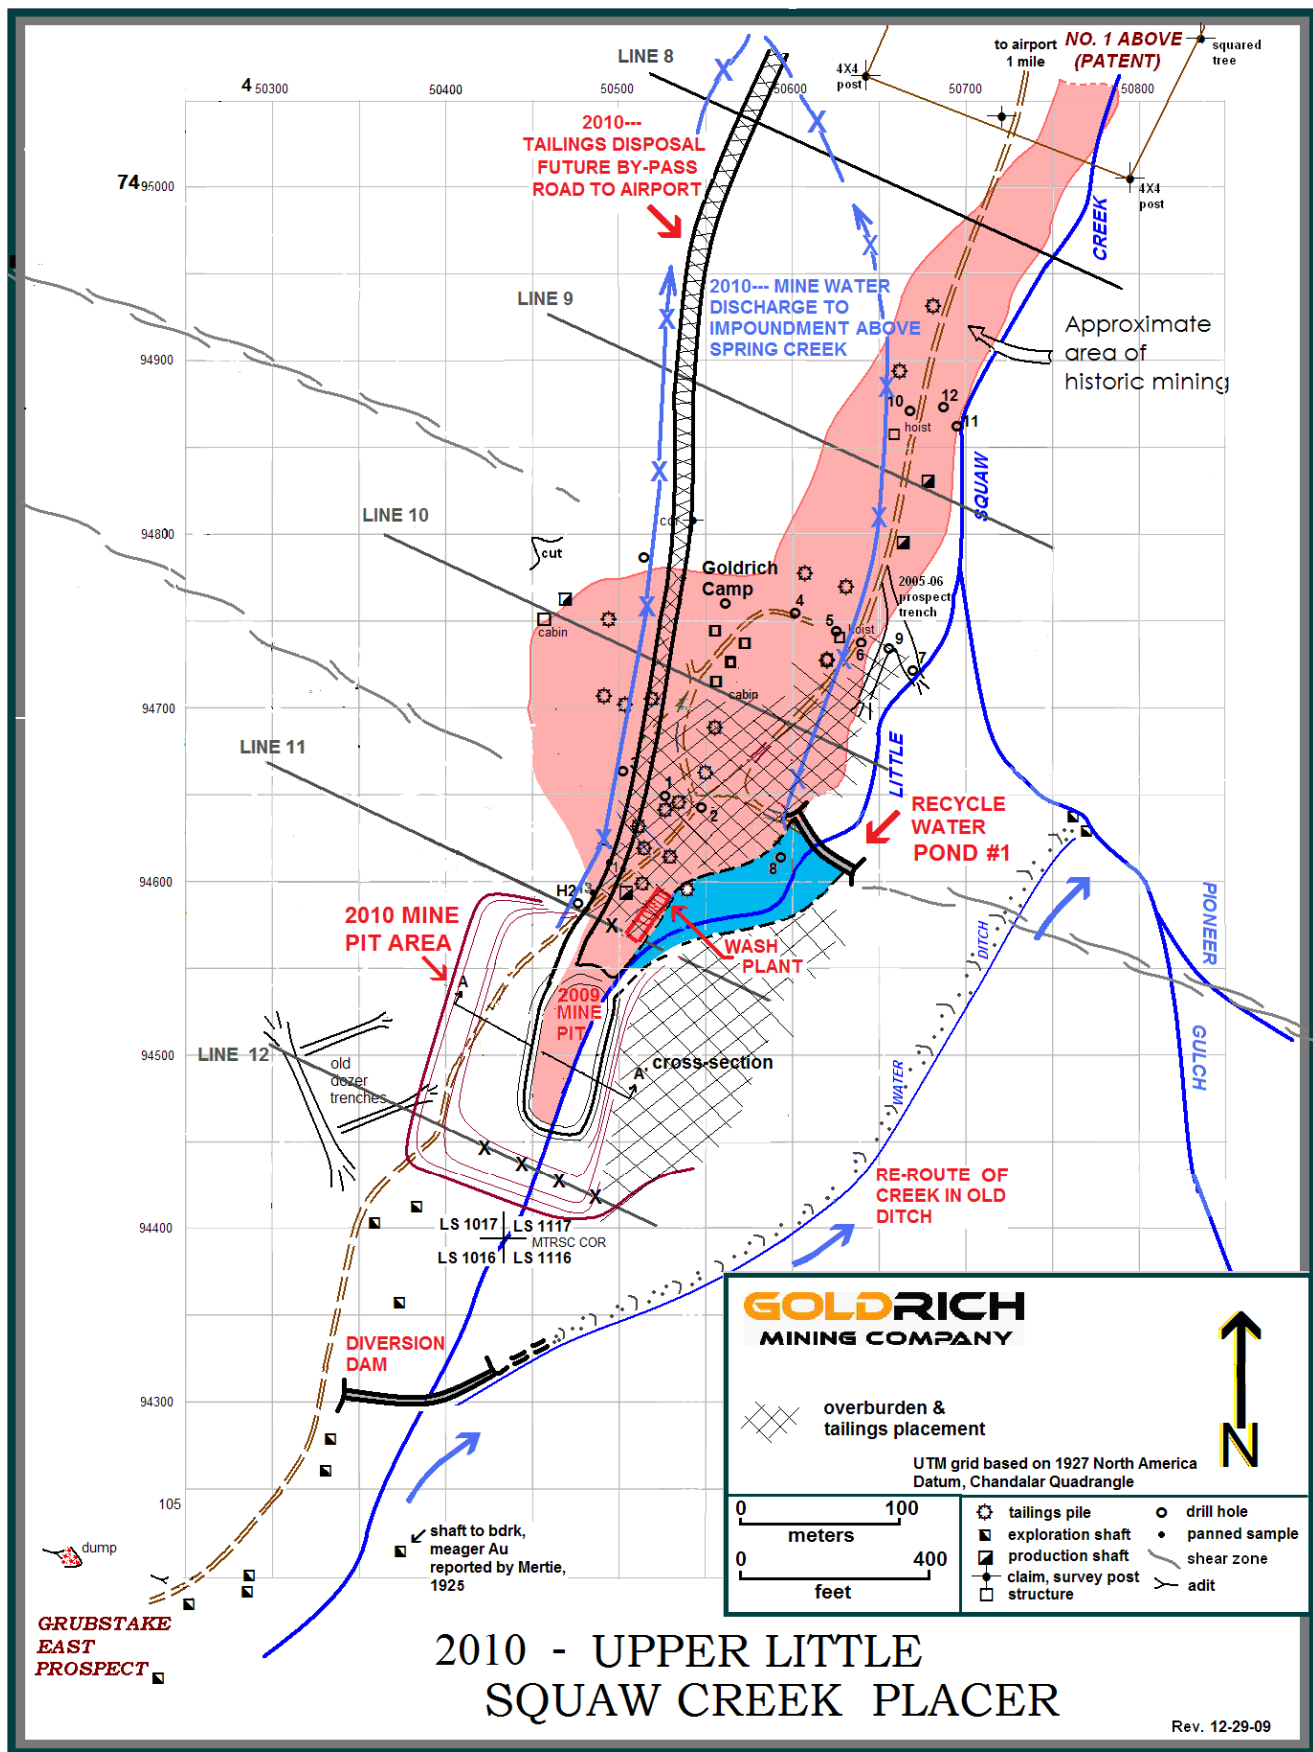 LINE 8
to airport
1 mile
NO. 1 ABOVE
(PATENT)
squared
tree
4X4
post
4 50300
50400
50500
50600
50700
50800
2010---
TAILINGS DISPOSAL
FUTURE BY-PASS
ROAD TO AIRPORT
7495000
4X4
post
CREEK
LINE 9
2010--- MINE WATER
DISCHARGE TO
IMPOUNDMENT ABOVE
SPRING CREEK
Approximate
area of
historic mining
94900
10
12
11
hoist
SQUAW
LINE 10
94800
cut
Goldrich
Camp
2005-06
prospect
trench
4
5
hoist
6
9
7
cabin
cabin
94700
LINE 11
LITTLE
1
2
RECYCLE
WATER
POND #1
8
94600
H2
3
2010 MINE
PIT AREA
WASH
PLANT
PIONEER
DITCH
A
2009
MINE
PIT
94500
LINE 12
old
dozer
trenches
A'
cross-section
WATER
GULCH
RE-ROUTE OF
CREEK IN OLD
DITCH
94400
LS 1017
LS 1117
MTRSC COR
LS 1016
LS 1116
DIVERSION
DAM
94300
GOLDRICH
MINING COMPANY
overburden &
tailings placement
N
UTM grid based on 1927 North America
Datum, Chandalar Quadrangle
105
0 100
meters
0 400
feet
tailings pile
exploration shaft
production shaft
claim, survey post
structure
drill hole
panned sample
shear zone
adit
shaft to bdrk,
meager Au
reported by Mertie,
1925
dump
GRUBSTAKE
EAST
PROSPECT
2010 - UPPER LITTLE
SQUAW CREEK PLACER
Rev. 12-29-09